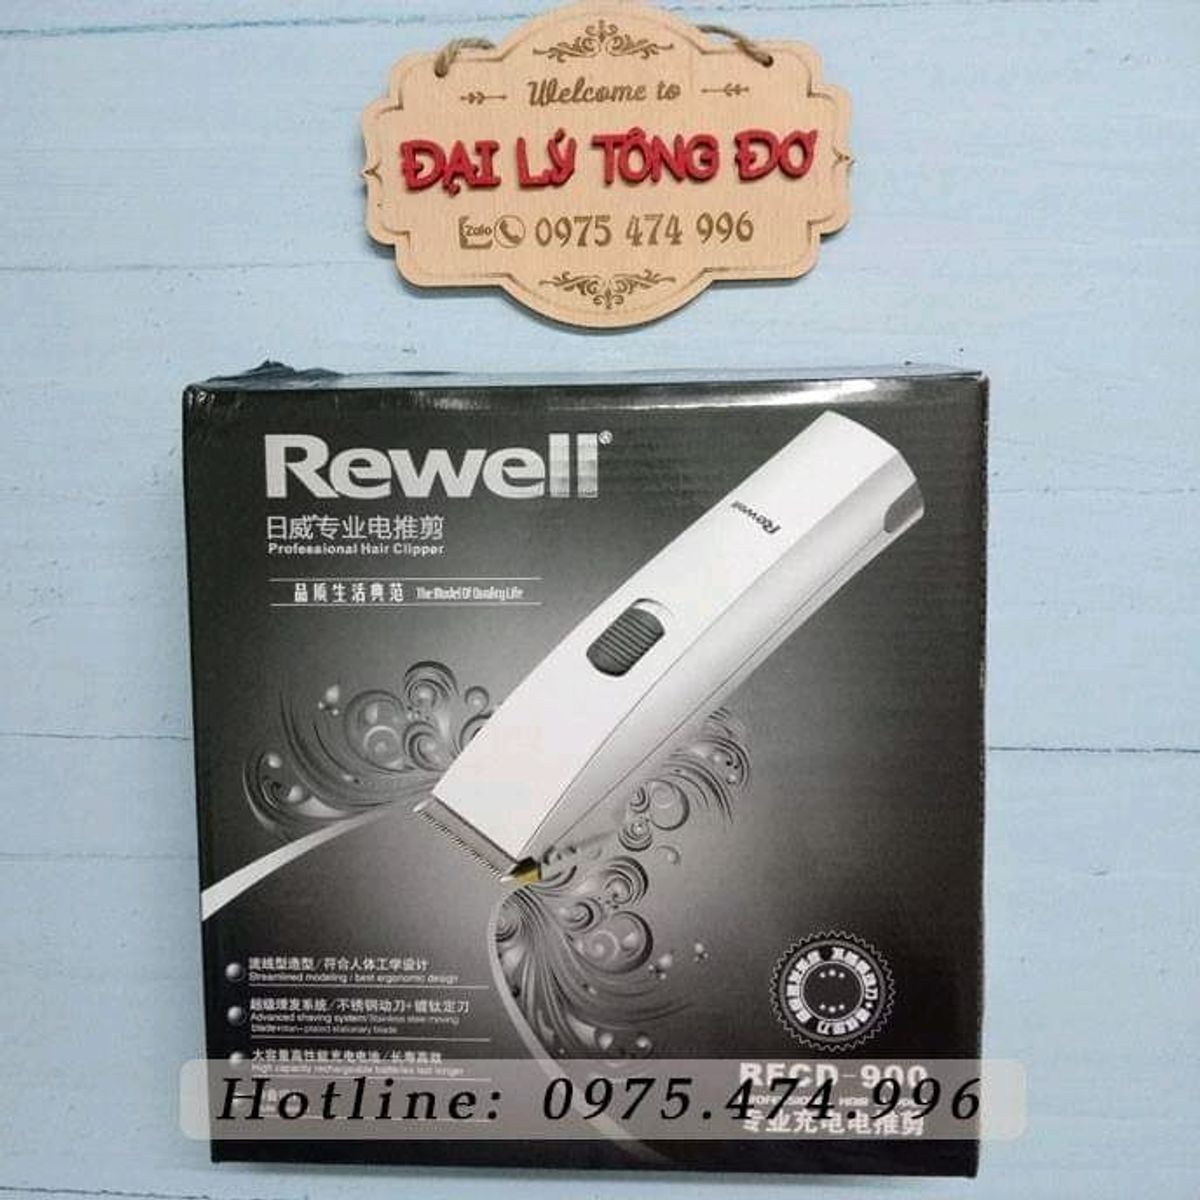 Welcome to
ĐẠI LÝ TÔNG ĐƠ
Zalo 0975 474 996
Rewell®
日威®专业电推剪
Professional Hair Clipper
品质生活典范 The Model Of Quality Life
Rewell
流线型造型/符合人体工学设计
Streamlined modeling / best ergonomic design
超级理发系统/不锈钢动刀+镀钛定刀
Advanced shaving system/Stainless steel moving
blade+titan-plated stationary blade
大容量高性能充电电池/长寿高效
High capacity rechargeable batteries last longer
RFCD-900
PROFESSIONAL HAIR CLIPPER
专业充电电推剪
Hotline: 0975.474.996